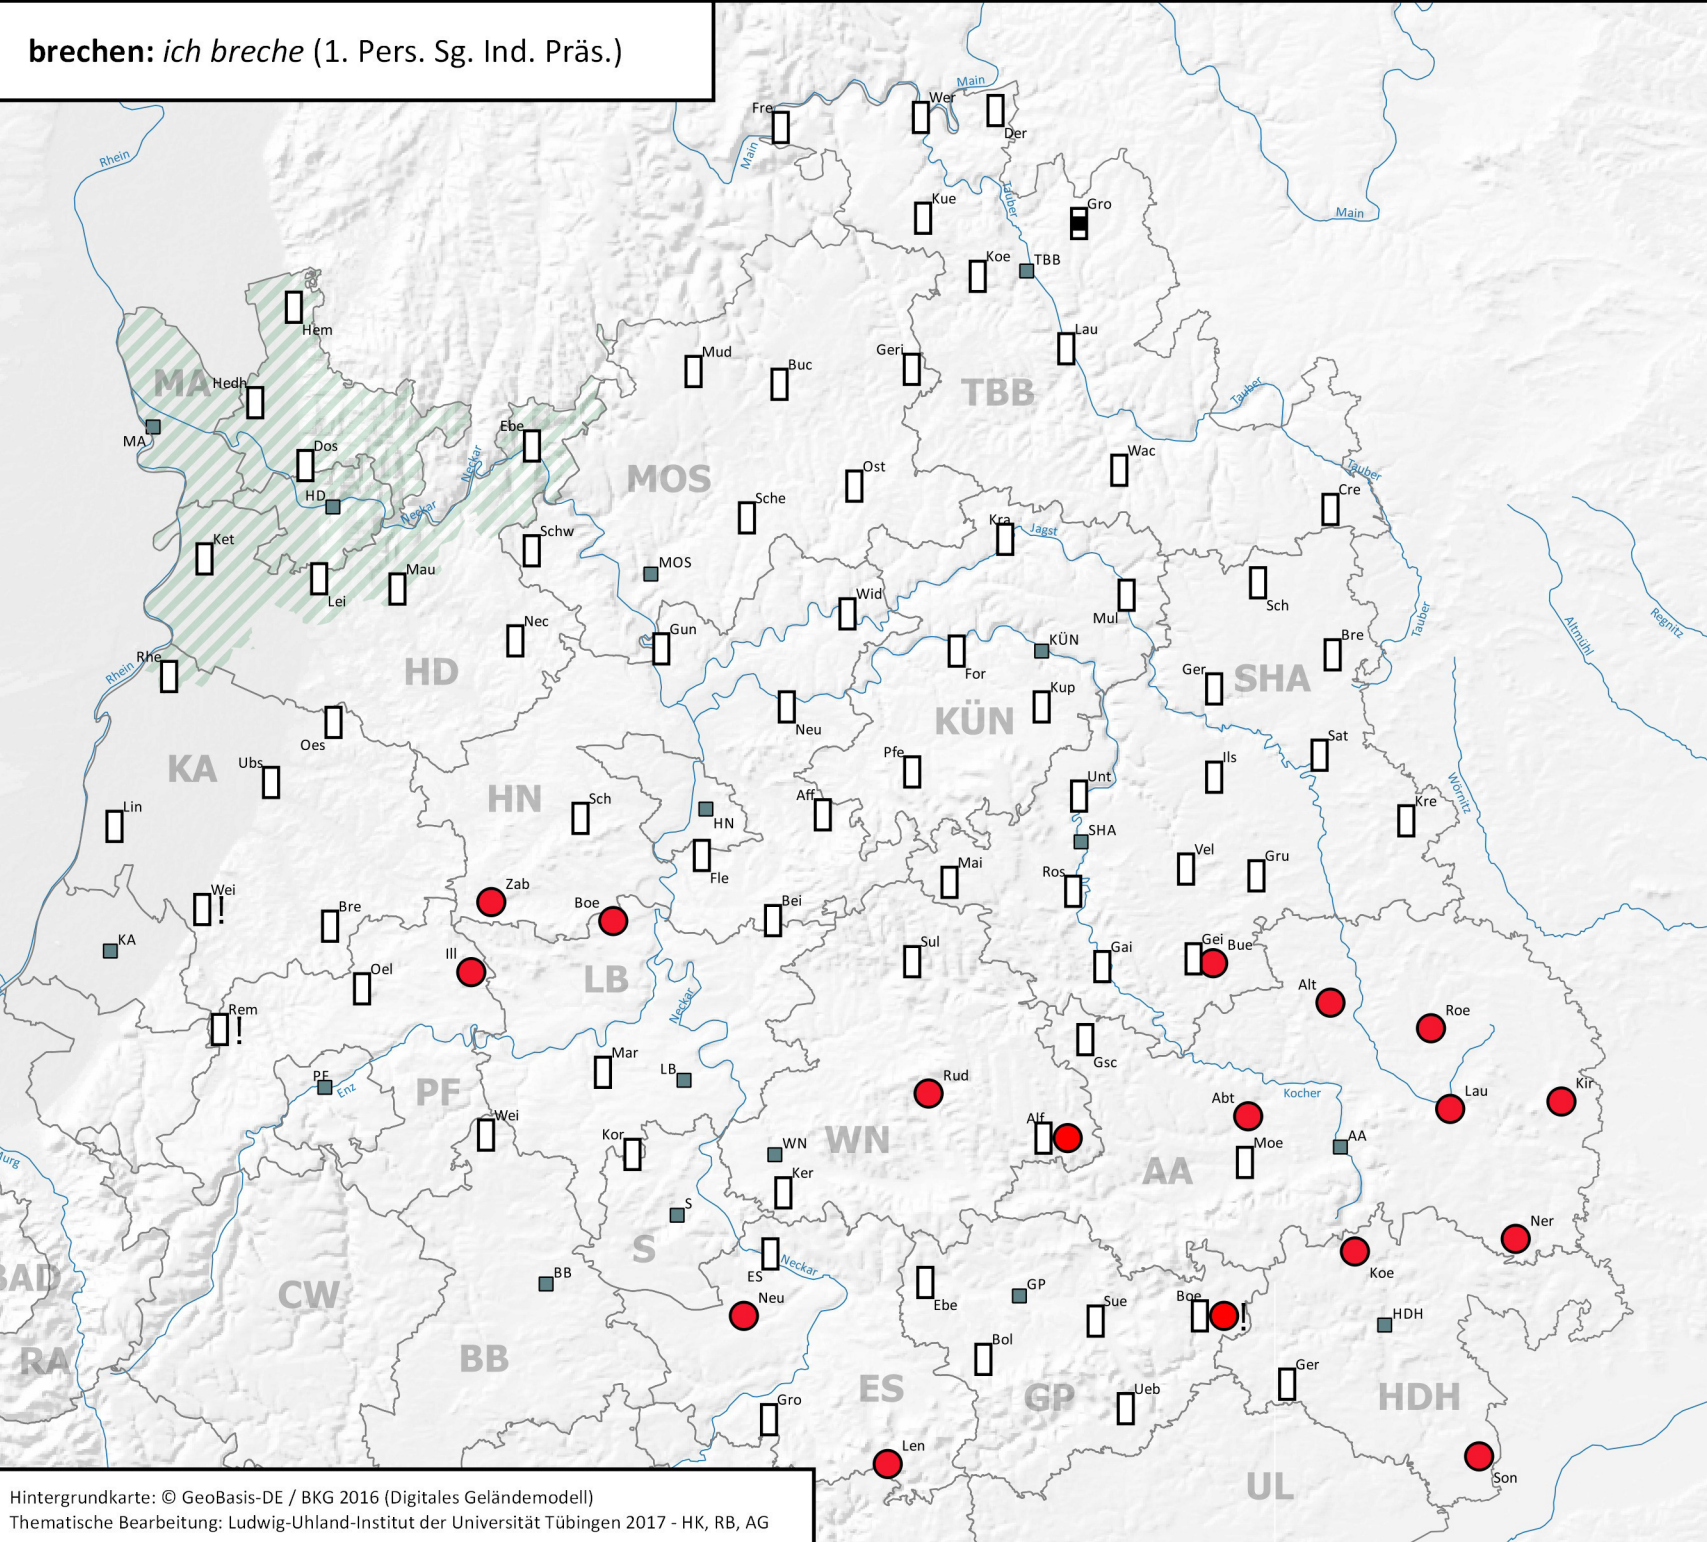 brechen: ich breche (1. Pers. Sg. Ind. Präs.)
Main
Wer
Fre
Der
Rhein
Main
Tauber
Kue
Gro
Main
Koe
TBB
Hem
Lau
Mud
Buc
Geri
MA
Hedh
TBB
Tauber
MA
Ebe
Dos
Neckar
Wac
Tauber
MOS
Ost
HD
Sche
Cre
Neckar
Kra
Jagst
Ket
Schw
MOS
Mau
Lei
Wid
Mul
Sch
Tauber
Altmühl
Regnitz
Nec
Gun
KÜN
Bre
Rhe
Rhein
HD
For
Ger
SHA
Kup
KÜN
Neu
Oes
Sat
Ubs
KA
Pfe
Ils
Unt
Wörnitz
HN
Sch
Aff
Lin
HN
Kre
SHA
Fle
Mai
Vel
Gru
Ros
Wei
!
Zab
Boe
Bei
Bre
KA
Ill
Sul
Gai
Gei
Bue
Oel
LB
Alt
Neckar
Rem
!
Roe
Mar
Gsc
LB
PF
Enz
PF
Rud
Kocher
Abt
Lau
Kir
Wei
Kor
WN
WN
Alf
Moe
AA
AA
Murg
Ker
S
S
Ner
ES
Neckar
BAD
CW
BB
Neu
Ebe
GP
Sue
Boe
!
Koe
HDH
RA
BB
Bol
Ger
ES
GP
Ueb
HDH
Gro
Len
Son
UL
Hintergrundkarte: © GeoBasis-DE / BKG 2016 (Digitales Geländemodell)
Thematische Bearbeitung: Ludwig-Uhland-Institut der Universität Tübingen 2017 - HK, RB, AG